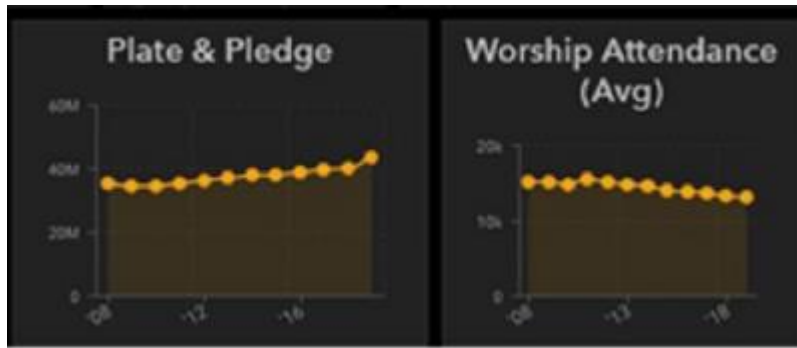 Plate & Pledge
60M
40M
20M
0
'08
'12
'16
Worship Attendance
(Avg)
20k
10k
0
'08
'13
'18